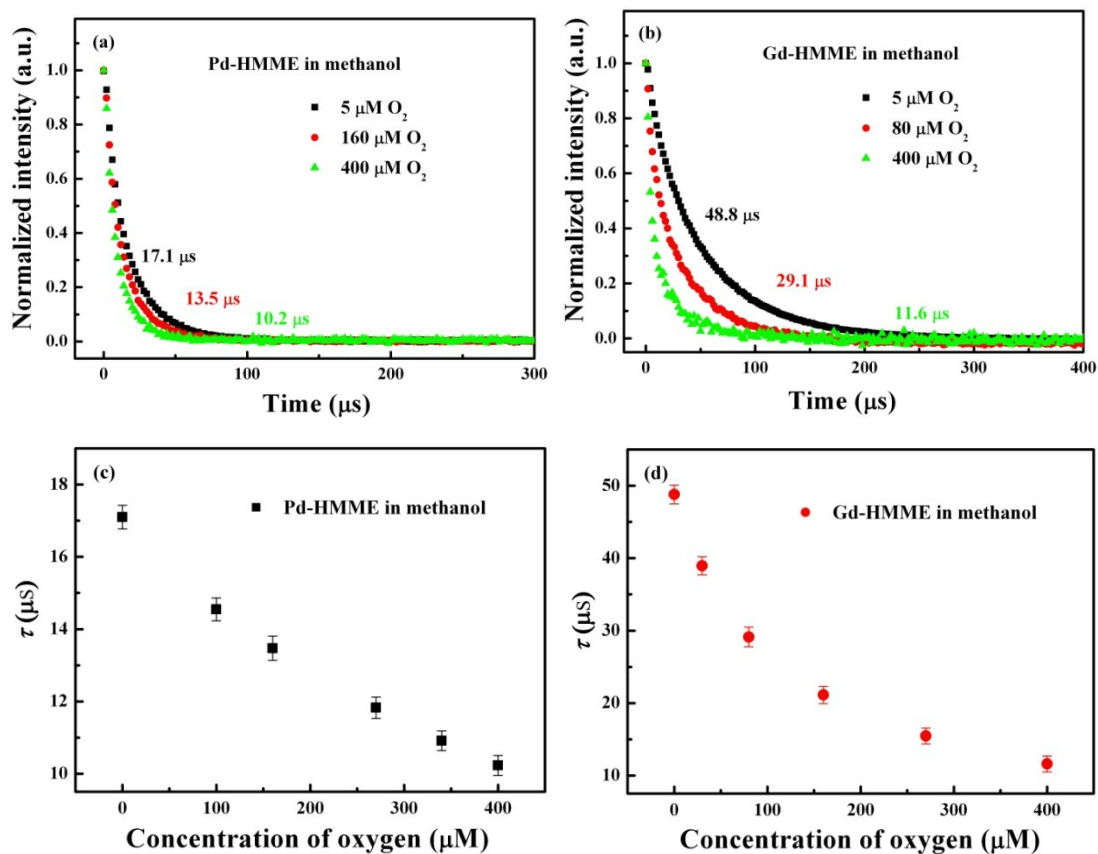 (a)
Pd-HMME in methanol
5 μM O₂
160 μM O₂
400 μM O₂
17.1 μs
13.5 μs
10.2 μs
Normalized intensity (a.u.)
1.0
0.8
0.6
0.4
0.2
0.0
0
100
200
300
Time (μs)
(b)
Gd-HMME in methanol
5 μM O₂
80 μM O₂
400 μM O₂
48.8 μs
29.1 μs
11.6 μs
Normalized intensity (a.u.)
1.0
0.8
0.6
0.4
0.2
0.0
0
100
200
300
400
Time (μs)
(c)
Pd-HMME in methanol
τ (μs)
18
16
14
12
10
0
100
200
300
400
Concentration of oxygen (μM)
(d)
Gd-HMME in methanol
τ (μs)
50
40
30
20
10
0
100
200
300
400
Concentration of oxygen (μM)